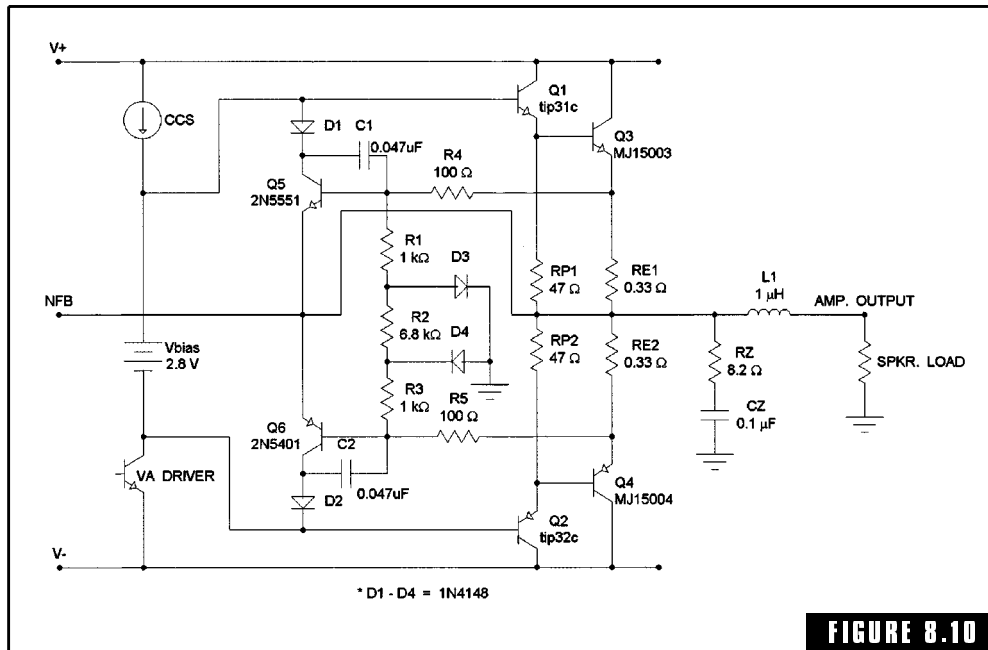 V+
CCS
D1
C1
0.047uF
Q1
tip31c
Q3
MJ15003
R4
100 Ω
Q5
2N5551
R1
1 kΩ
D3
RP1
47 Ω
RE1
0.33 Ω
L1
1 μH
AMP. OUTPUT
NFB
R2
6.8 kΩ
D4
Vbias
2.8 V
RP2
47 Ω
RE2
0.33 Ω
RZ
8.2 Ω
SPKR. LOAD
R3
1 kΩ
R5
100 Ω
CZ
0.1 μF
Q6
2N5401
C2
0.047uF
VA DRIVER
D2
Q4
MJ15004
Q2
tip32c
V-
* D1 - D4 = 1N4148
FIGURE 8.10